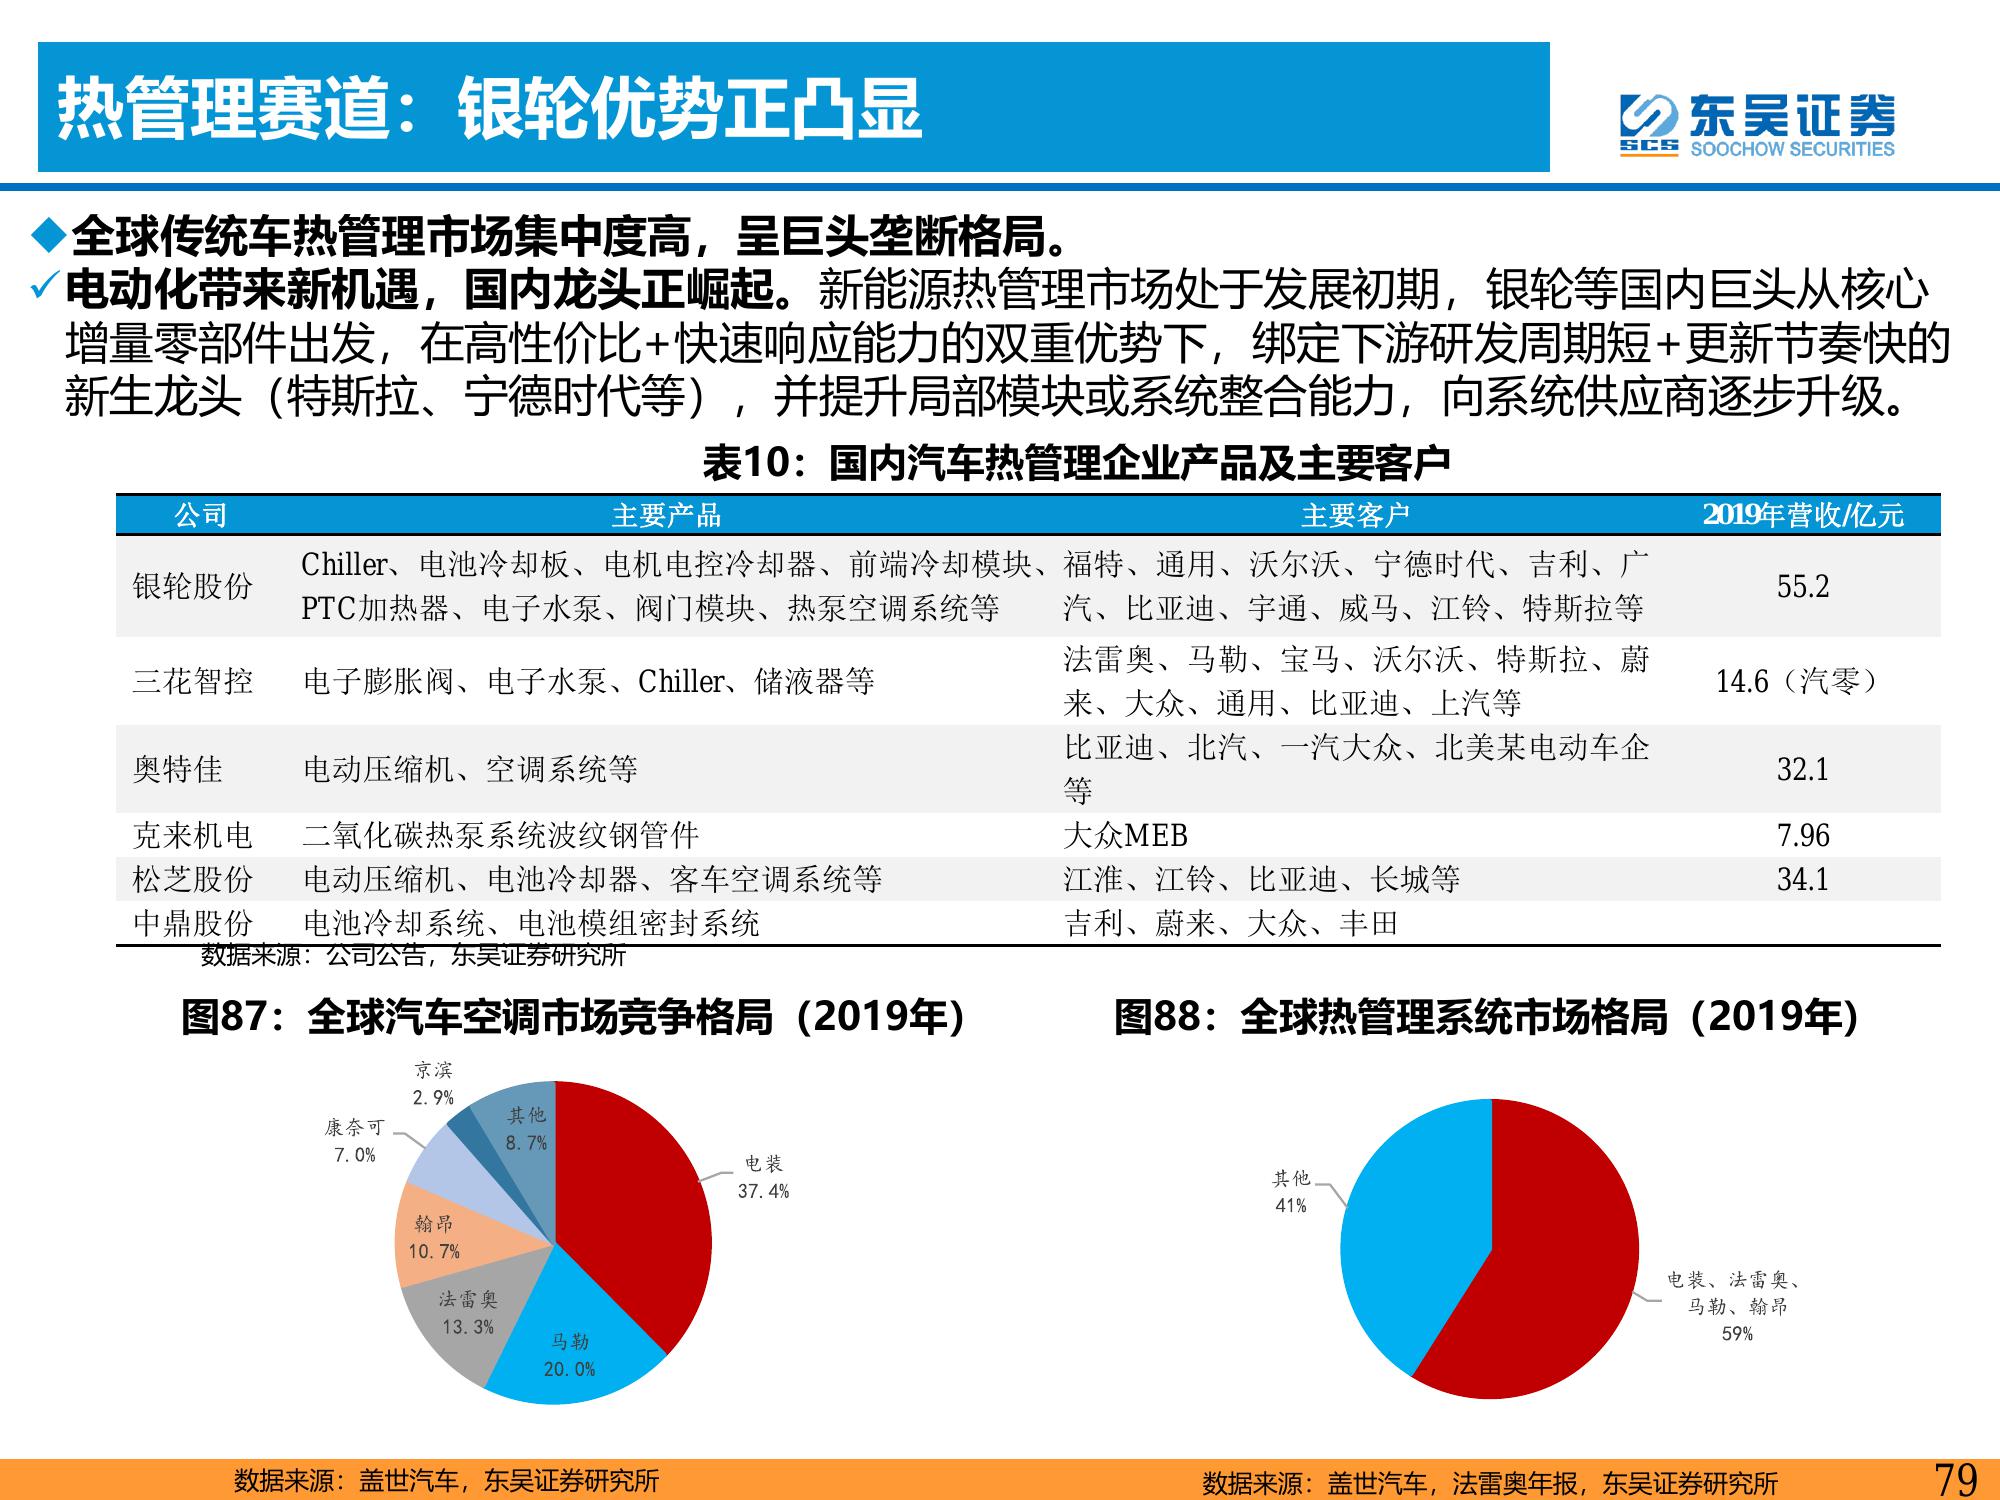 热管理赛道：银轮优势正凸显
东吴证券
SCS
SOOCHOW SECURITIES
◆全球传统车热管理市场集中度高，呈巨头垄断格局。
✓电动化带来新机遇，国内龙头正崛起。新能源热管理市场处于发展初期，银轮等国内巨头从核心
增量零部件出发，在高性价比+快速响应能力的双重优势下，绑定下游研发周期短+更新节奏快的
新生龙头（特斯拉、宁德时代等），并提升局部模块或系统整合能力，向系统供应商逐步升级。
表10：国内汽车热管理企业产品及主要客户
公司 主要产品 主要客户 2019年营收/亿元
银轮股份 Chiller、电池冷却板、电机电控冷却器、前端冷却模块、 福特、通用、沃尔沃、宁德时代、吉利、广 55.2
PTC加热器、电子水泵、阀门模块、热泵空调系统等 汽、比亚迪、宇通、威马、江铃、特斯拉等
三花智控 电子膨胀阀、电子水泵、Chiller、储液器等 法雷奥、马勒、宝马、沃尔沃、特斯拉、蔚 14.6（汽零）
来、大众、通用、比亚迪、上汽等
奥特佳 电动压缩机、空调系统等 比亚迪、北汽、一汽大众、北美某电动车企 32.1
等
克来机电 二氧化碳热泵系统波纹钢管件 大众MEB 7.96
松芝股份 电动压缩机、电池冷却器、客车空调系统等 江淮、江铃、比亚迪、长城等 34.1
中鼎股份 电池冷却系统、电池模组密封系统 吉利、蔚来、大众、丰田
数据来源：公司公告，东吴证券研究所
图87：全球汽车空调市场竞争格局（2019年）
京滨
2.9%
其他
8.7%
康奈可
7.0%
电装
37.4%
翰昂
10.7%
法雷奥
13.3%
马勒
20.0%
图88：全球热管理系统市场格局（2019年）
其他
41%
电装、法雷奥、
马勒、翰昂
59%
数据来源：盖世汽车，东吴证券研究所
数据来源：盖世汽车，法雷奥年报，东吴证券研究所
79